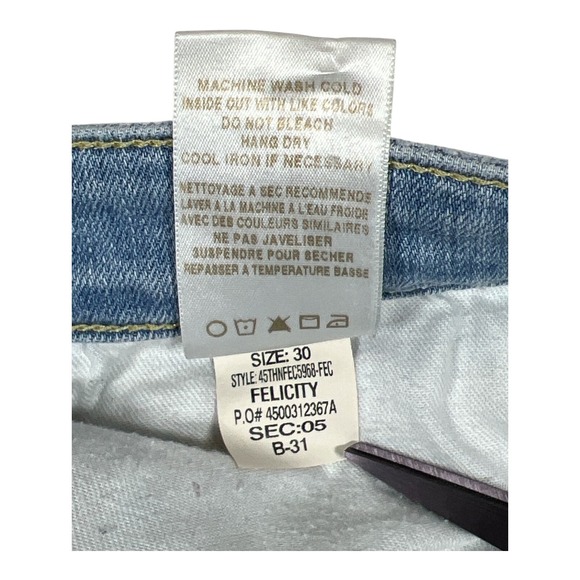 MACHINE WASH COLD
INSIDE OUT WITH LIKE COLORS
DO NOT BLEACH
HANG DRY
COOL IRON IF NECESSARY
NETTOYAGE A SEC RECOMMENDE
LAVER A LA MACHINE A L'EAU FROIDE
AVEC DES COULEURS SIMILAIRES
NE PAS JAVELISER
SUSPENDRE POUR SECHER
REPASSER A TEMPERATURE BASSE
SIZE: 30
STYLE: 45THNFEC5968-FEC
FELICITY
P.O# 4500312367A
SEC:05
B-31